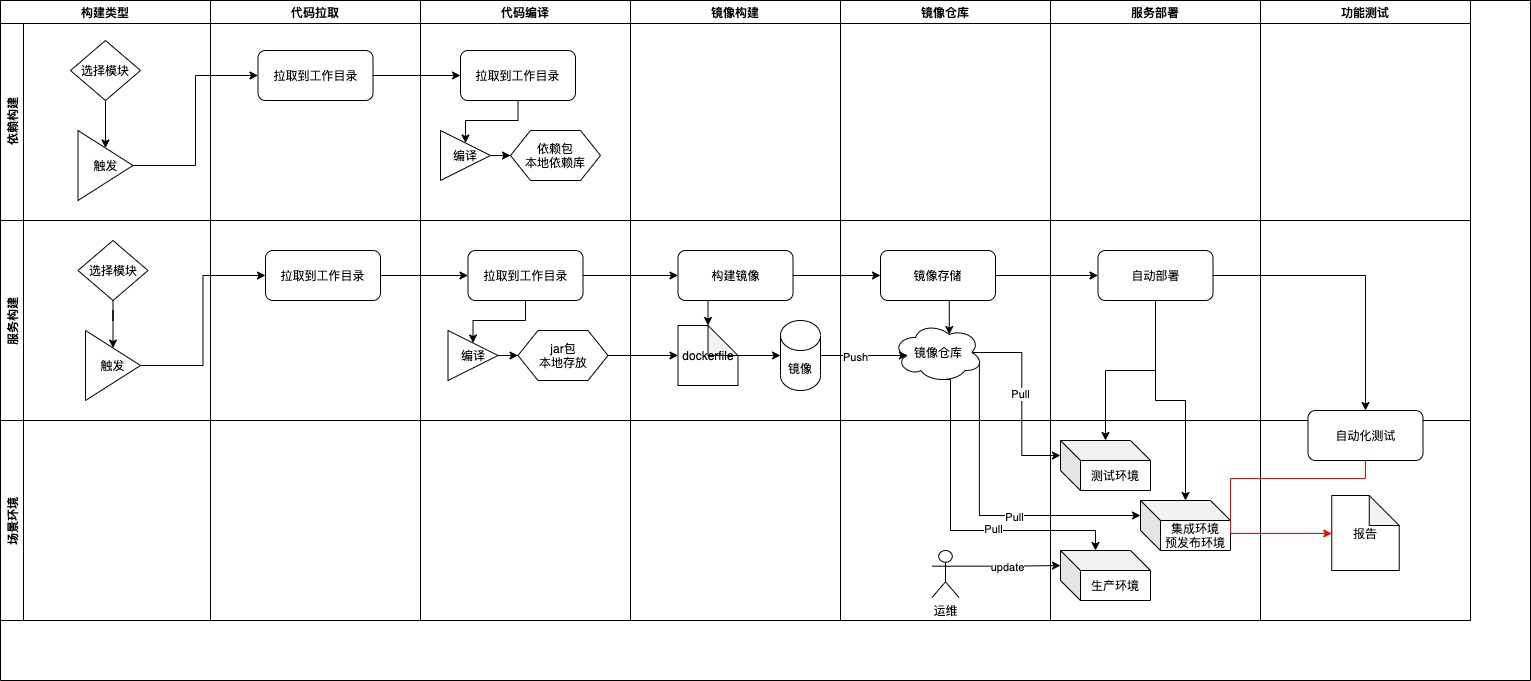 构建类型
代码拉取
代码编译
镜像构建
镜像仓库
服务部署
功能测试
依赖构建
选择模块
触发
拉取到工作目录
拉取到工作目录
编译
依赖包
本地依赖库
服务构建
选择模块
触发
拉取到工作目录
拉取到工作目录
编译
jar包
本地存放
构建镜像
dockerfile
镜像
Push
镜像存储
镜像仓库
Pull
自动部署
场景环境
自动化测试
测试环境
Pull
集成环境
预发布环境
Pull
报告
update
生产环境
运维